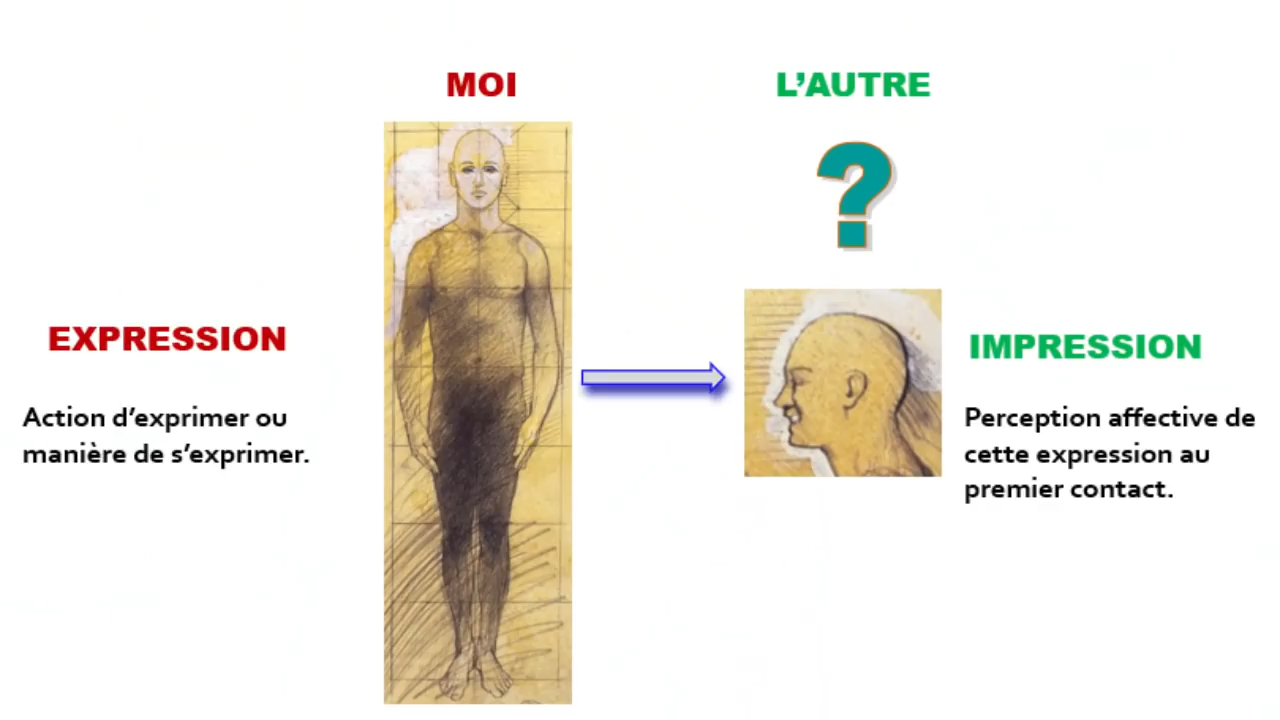 MOI
L’AUTRE
?
EXPRESSION
Action d’exprimer ou
manière de s’exprimer.
IMPRESSION
Perception affective de
cette expression au
premier contact.